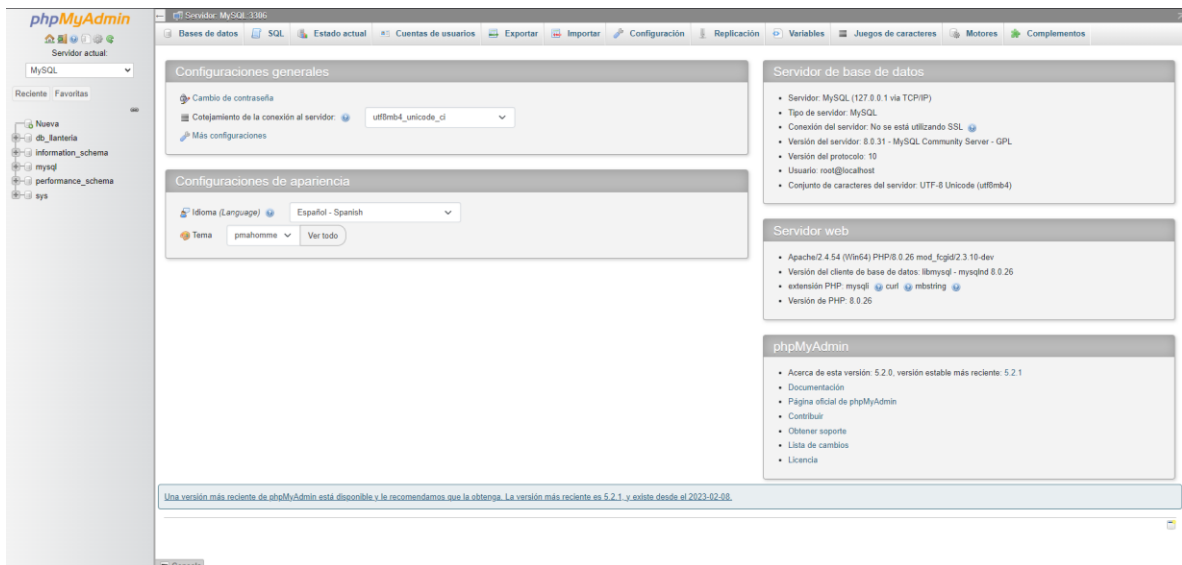 phpMyAdmin
Servidor actual:
MySQL
Reciente Favoritas
Nueva
db_llanteria
information_schema
mysql
performance_schema
sys
Servidor: MySQL:3306
Bases de datos SQL Estado actual Cuentas de usuarios Exportar Importar Configuración Replicación Variables Juegos de caracteres Motores Complementos
Configuraciones generales
Cambio de contraseña
Cotejamiento de la conexión al servidor: utf8mb4_unicode_ci
Más configuraciones
Configuraciones de apariencia
Idioma (Language) Español - Spanish
Tema pmahomme Ver todo
Servidor de base de datos
• Servidor: MySQL (127.0.0.1 via TCP/IP)
• Tipo de servidor: MySQL
• Conexión del servidor: No se está utilizando SSL
• Versión del servidor: 8.0.31 - MySQL Community Server - GPL
• Versión del protocolo: 10
• Usuario: root@localhost
• Conjunto de caracteres del servidor: UTF-8 Unicode (utf8mb4)
Servidor web
• Apache/2.4.54 (Win64) PHP/8.0.26 mod_fcgid/2.3.10-dev
• Versión del cliente de base de datos: libmysql - mysqlnd 8.0.26
• extensión PHP: mysqli curl mbstring
• Versión de PHP: 8.0.26
phpMyAdmin
• Acerca de esta versión: 5.2.0, versión estable más reciente: 5.2.1
• Documentación
• Página oficial de phpMyAdmin
• Contribuir
• Obtener soporte
• Lista de cambios
• Licencia
Una versión más reciente de phpMyAdmin está disponible y le recomendamos que la obtenga. La versión más reciente es 5.2.1, y existe desde el 2023-02-08.